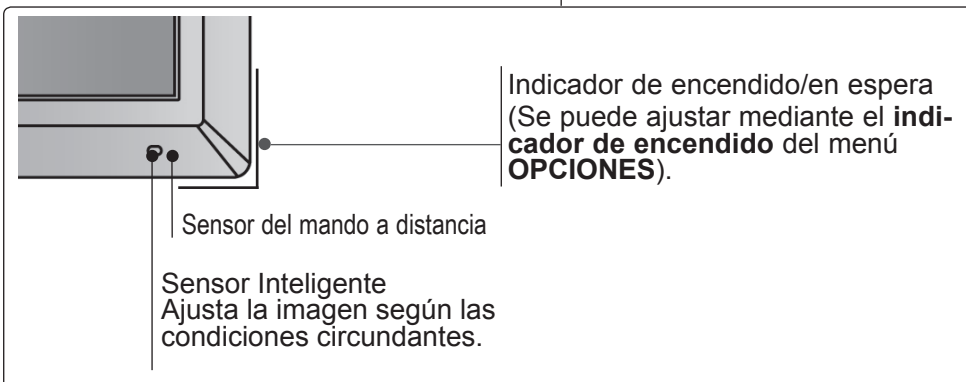 Indicador de encendido/en espera
(Se puede ajustar mediante el indi-
cador de encendido del menú
OPCIONES).
Sensor del mando a distancia
Sensor Inteligente
Ajusta la imagen según las
condiciones circundantes.